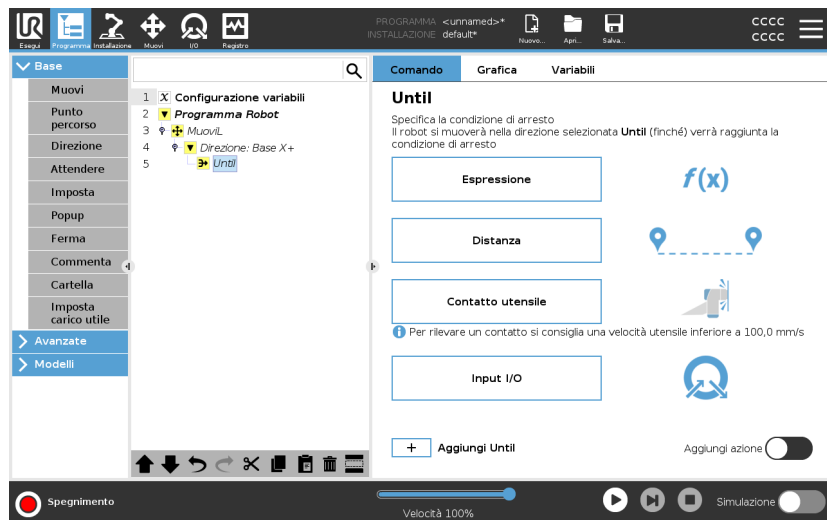 UR
PROGRAMMA <unnamed>*
INSTALLAZIONE default*
cccc
cccc
Esegui Programma Installazione Muovi I/O Registro Nuovo... Apri... Salva...
Base
Muovi
Punto
percorso
Direzione
Attendere
Imposta
Popup
Ferma
Commenta
Cartella
Imposta
carico utile
Avanzate
Modelli
1 X Configurazione variabili
2 Programma Robot
3 MuoviL
4 Direzione: Base X+
5 Until
Comando Grafica Variabili
Until
Specifica la condizione di arresto
Il robot si muoverà nella direzione selezionata Until (finché) verrà raggiunta la
condizione di arresto
Espressione f(x)
Distanza
Contatto utensile
Per rilevare un contatto si consiglia una velocità utensile inferiore a 100,0 mm/s
Input I/O
+ Aggiungi Until Aggiungi azione
Spegnimento Velocità 100% Simulazione